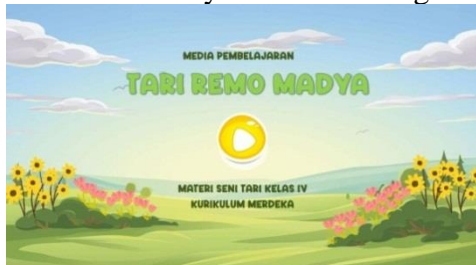 MEDIA PEMBELAJARAN
TARI REMO MADYA
MATERI SENI TARI KELAS IV
KURIKULUM MERDEKA